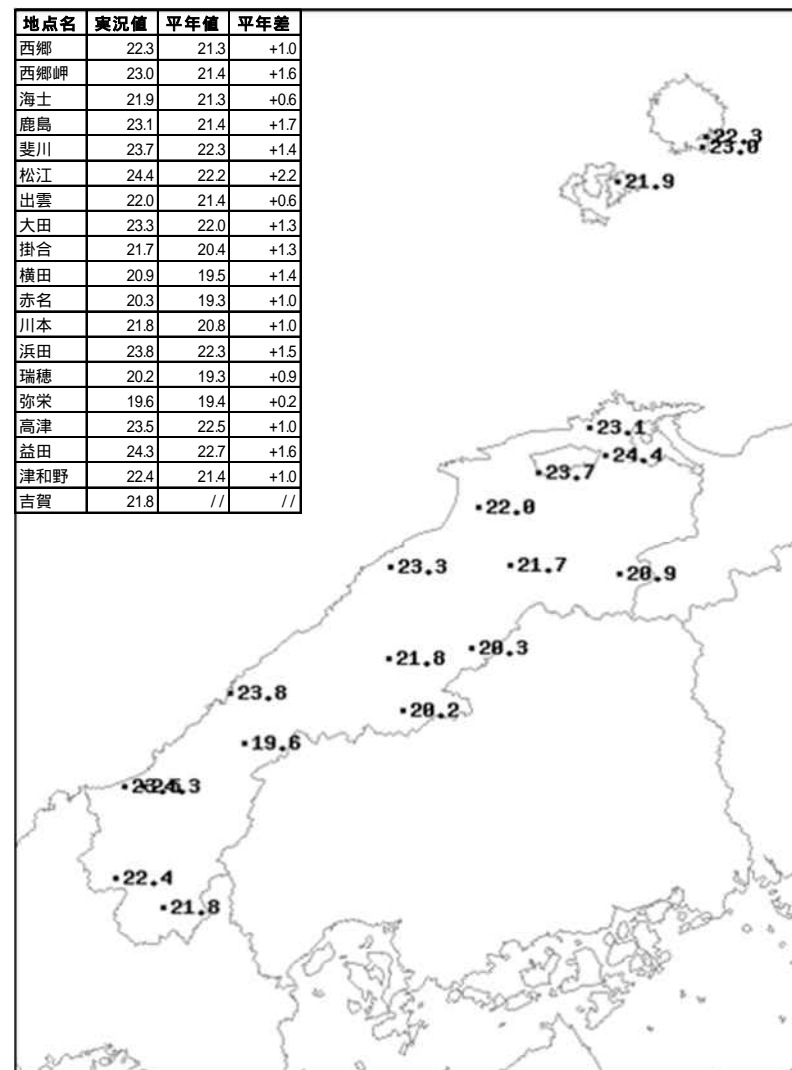 地点名 実況値 平年値 平年差
西郷 22.3 21.3 +1.0
西郷岬 23.0 21.4 +1.6
海士 21.9 21.3 +0.6
鹿島 23.1 21.4 +1.7
斐川 23.7 22.3 +1.4
松江 24.4 22.2 +2.2
出雲 22.0 21.4 +0.6
大田 23.3 22.0 +1.3
掛合 21.7 20.4 +1.3
横田 20.9 19.5 +1.4
赤名 20.3 19.3 +1.0
川本 21.8 20.8 +1.0
浜田 23.8 22.3 +1.5
瑞穂 20.2 19.3 +0.9
弥栄 19.6 19.4 +0.2
高津 23.5 22.5 +1.0
益田 24.3 22.7 +1.6
津和野 22.4 21.4 +1.0
吉賀 21.8 // //
22.3
23.0
21.9
23.1
24.4
23.7
22.0
23.3
21.7
20.9
20.3
21.8
23.8
20.2
19.6
23.5 24.3
22.4
21.8